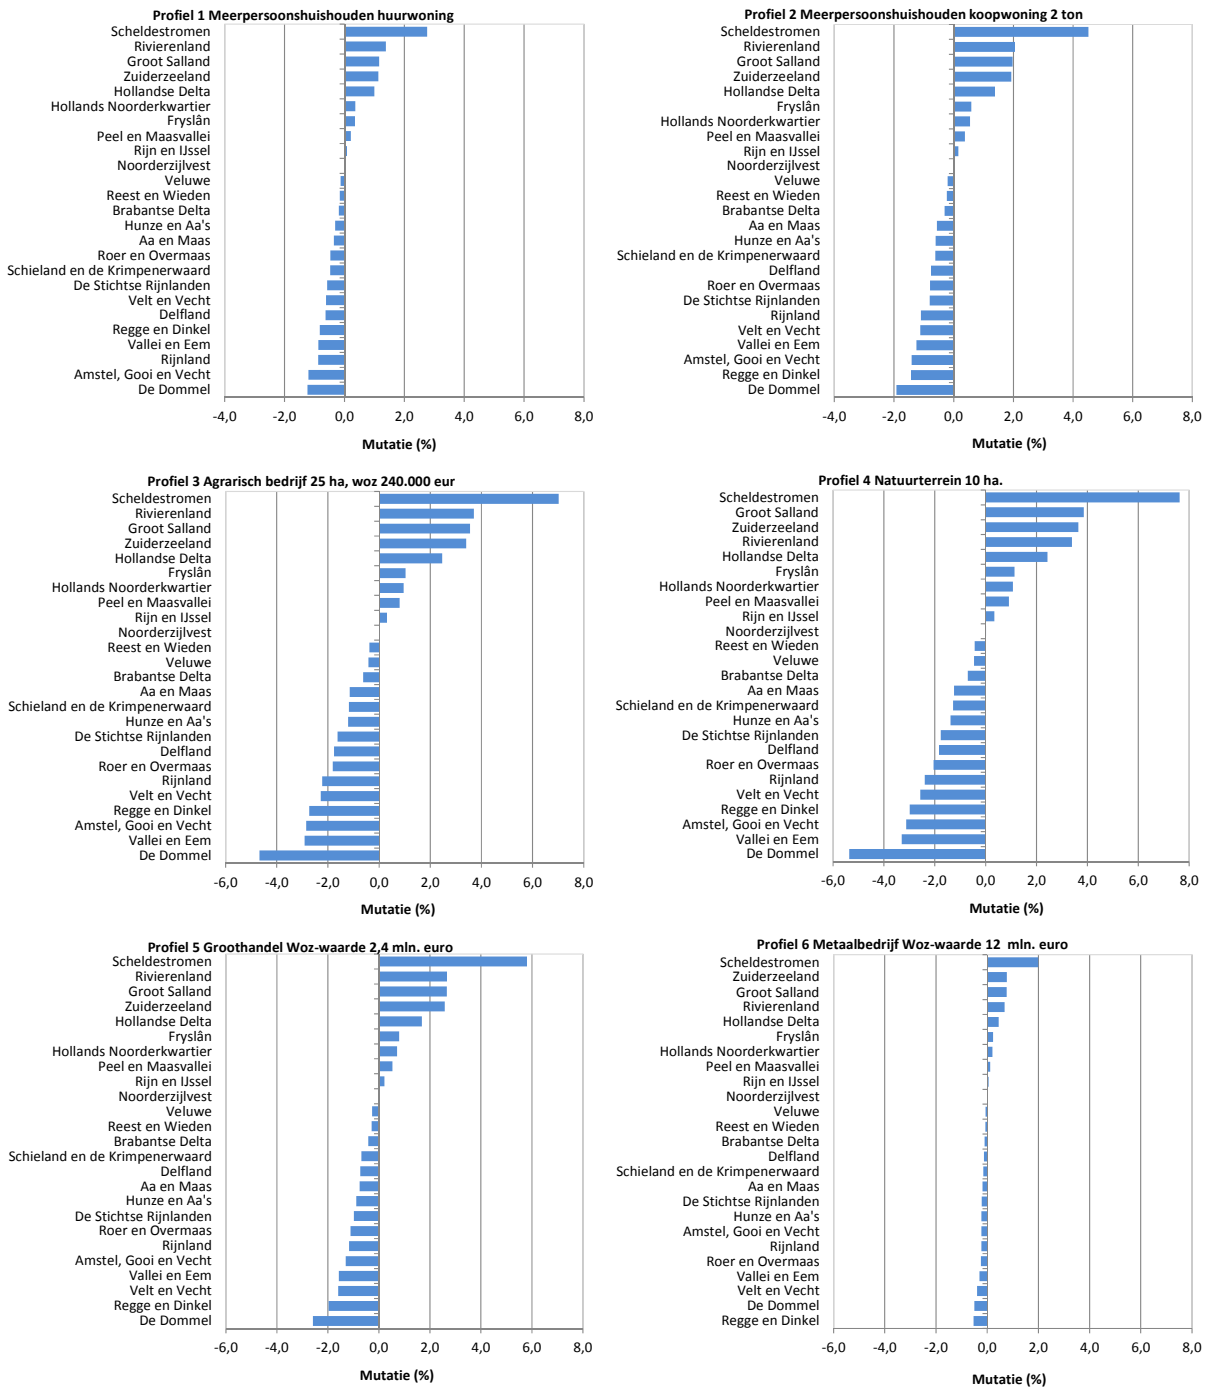 Profiel 1 Meerpersoonshuishouden huurwoning
Scheldestromen
Rivierenland
Groot Salland
Zuiderzeeland
Hollandse Delta
Hollands Noorderkwartier
Fryslân
Peel en Maasvallei
Rijn en IJssel
Noorderzijlvest
Veluwe
Reest en Wieden
Brabantse Delta
Hunze en Aa's
Aa en Maas
Roer en Overmaas
Schieland en de Krimpenerwaard
De Stichtse Rijnlanden
Velt en Vecht
Delfland
Regge en Dinkel
Vallei en Eem
Rijnland
Amstel, Gooi en Vecht
De Dommel
-4,0 -2,0 0,0 2,0 4,0 6,0 8,0
Mutatie (%)
Profiel 2 Meerpersoonshuishouden koopwoning 2 ton
Scheldestromen
Rivierenland
Groot Salland
Zuiderzeeland
Hollandse Delta
Fryslân
Hollands Noorderkwartier
Peel en Maasvallei
Rijn en IJssel
Noorderzijlvest
Veluwe
Reest en Wieden
Brabantse Delta
Aa en Maas
Hunze en Aa's
Schieland en de Krimpenerwaard
Delfland
Roer en Overmaas
De Stichtse Rijnlanden
Rijnland
Velt en Vecht
Vallei en Eem
Amstel, Gooi en Vecht
Regge en Dinkel
De Dommel
-4,0 -2,0 0,0 2,0 4,0 6,0 8,0
Mutatie (%)
Profiel 3 Agrarisch bedrijf 25 ha, woz 240.000 eur
Scheldestromen
Rivierenland
Groot Salland
Zuiderzeeland
Hollandse Delta
Fryslân
Hollands Noorderkwartier
Peel en Maasvallei
Rijn en IJssel
Noorderzijlvest
Reest en Wieden
Veluwe
Brabantse Delta
Aa en Maas
Schieland en de Krimpenerwaard
Hunze en Aa's
De Stichtse Rijnlanden
Delfland
Roer en Overmaas
Rijnland
Velt en Vecht
Regge en Dinkel
Amstel, Gooi en Vecht
Vallei en Eem
De Dommel
-6,0 -4,0 -2,0 0,0 2,0 4,0 6,0 8,0
Mutatie (%)
Profiel 4 Natuurterrein 10 ha.
Scheldestromen
Groot Salland
Zuiderzeeland
Rivierenland
Hollandse Delta
Fryslân
Hollands Noorderkwartier
Peel en Maasvallei
Rijn en IJssel
Noorderzijlvest
Reest en Wieden
Veluwe
Brabantse Delta
Aa en Maas
Schieland en de Krimpenerwaard
Hunze en Aa's
De Stichtse Rijnlanden
Delfland
Roer en Overmaas
Rijnland
Velt en Vecht
Regge en Dinkel
Amstel, Gooi en Vecht
Vallei en Eem
De Dommel
-6,0 -4,0 -2,0 0,0 2,0 4,0 6,0 8,0
Mutatie (%)
Profiel 5 Groothandel Woz-waarde 2,4 mln. euro
Scheldestromen
Rivierenland
Groot Salland
Zuiderzeeland
Hollandse Delta
Fryslân
Hollands Noorderkwartier
Peel en Maasvallei
Rijn en IJssel
Noorderzijlvest
Veluwe
Reest en Wieden
Brabantse Delta
Schieland en de Krimpenerwaard
Delfland
Aa en Maas
Hunze en Aa's
De Stichtse Rijnlanden
Roer en Overmaas
Rijnland
Amstel, Gooi en Vecht
Vallei en Eem
Velt en Vecht
Regge en Dinkel
De Dommel
-6,0 -4,0 -2,0 0,0 2,0 4,0 6,0 8,0
Mutatie (%)
Profiel 6 Metaalbedrijf Woz-waarde 12 mln. euro
Scheldestromen
Zuiderzeeland
Groot Salland
Rivierenland
Hollandse Delta
Fryslân
Hollands Noorderkwartier
Peel en Maasvallei
Rijn en IJssel
Noorderzijlvest
Veluwe
Reest en Wieden
Brabantse Delta
Delfland
Schieland en de Krimpenerwaard
Aa en Maas
De Stichtse Rijnlanden
Hunze en Aa's
Amstel, Gooi en Vecht
Rijnland
Roer en Overmaas
Vallei en Eem
Velt en Vecht
De Dommel
Regge en Dinkel
-6,0 -4,0 -2,0 0,0 2,0 4,0 6,0 8,0
Mutatie (%)